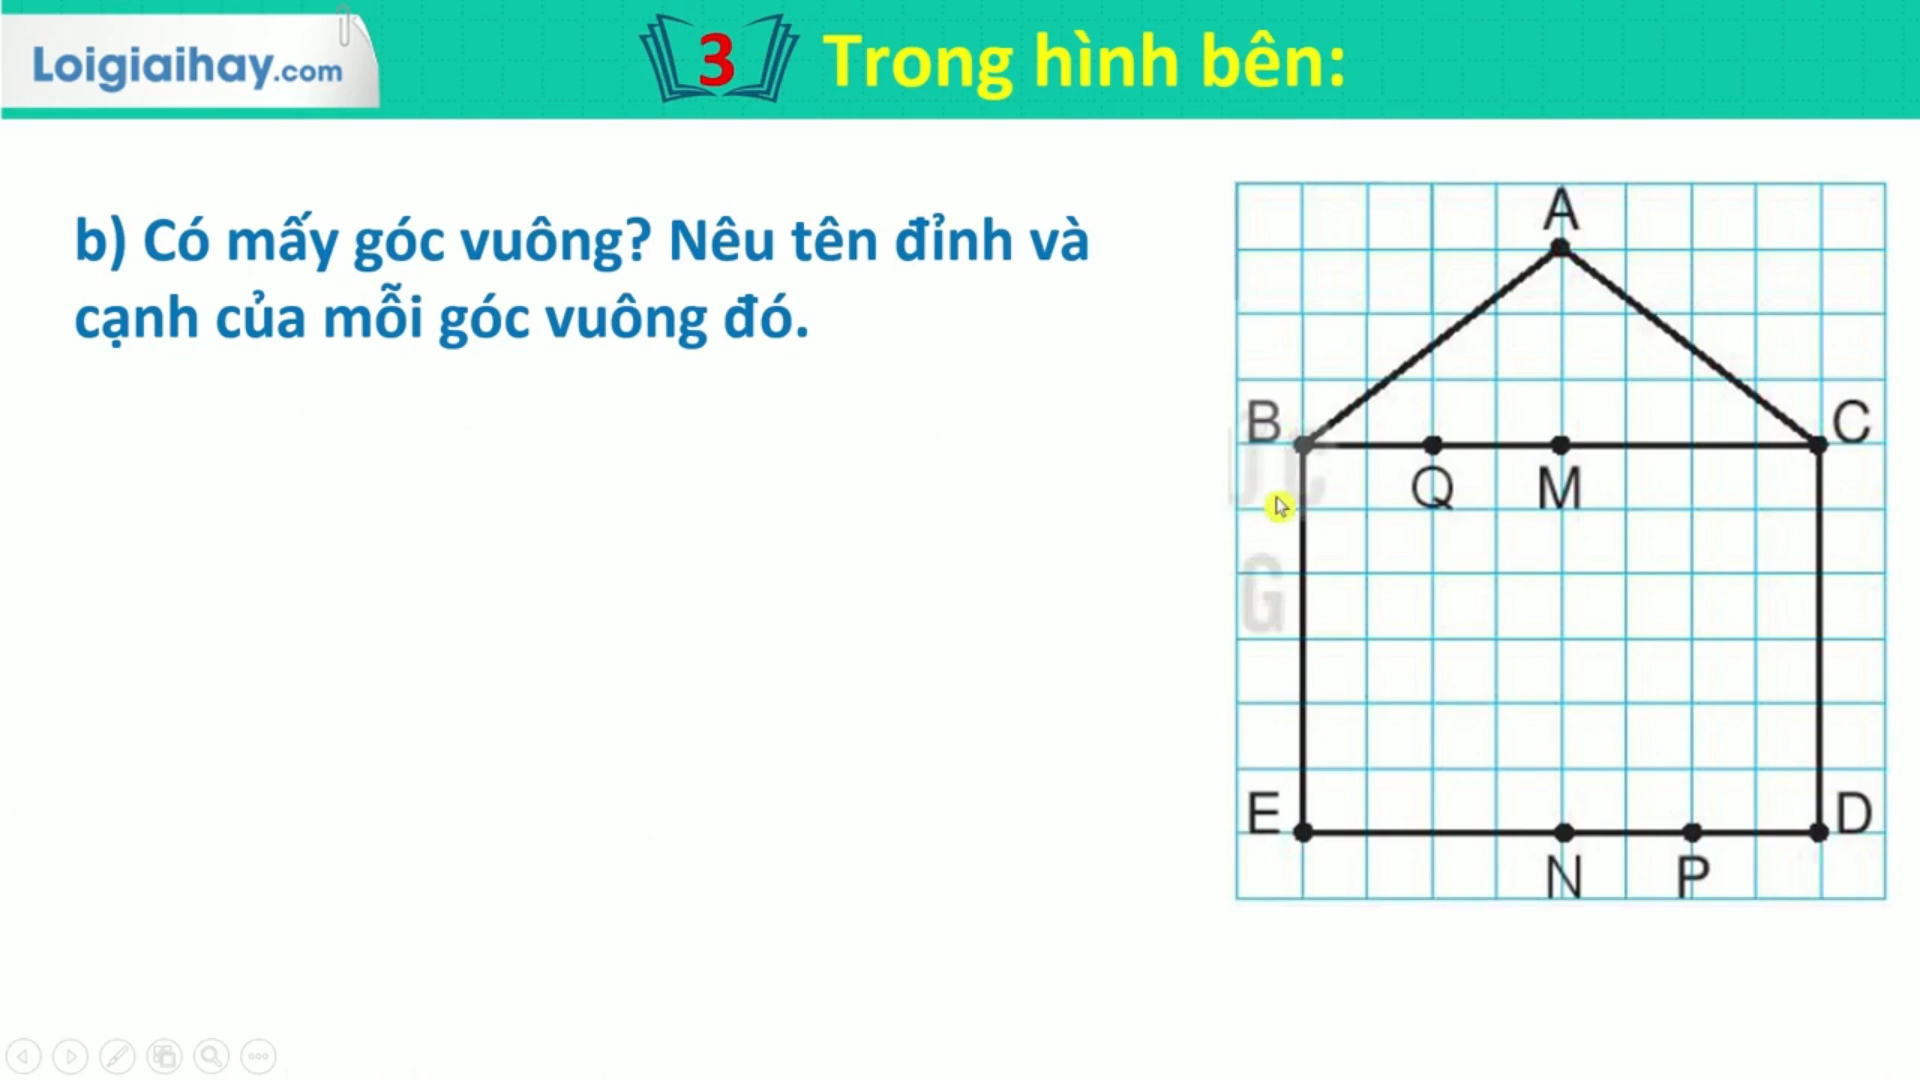 Loigiaihay.com
3 Trong hình bên:
b) Có mấy góc vuông? Nêu tên đỉnh và
cạnh của mỗi góc vuông đó.
A
B
C
Q
M
G
E
D
N
P